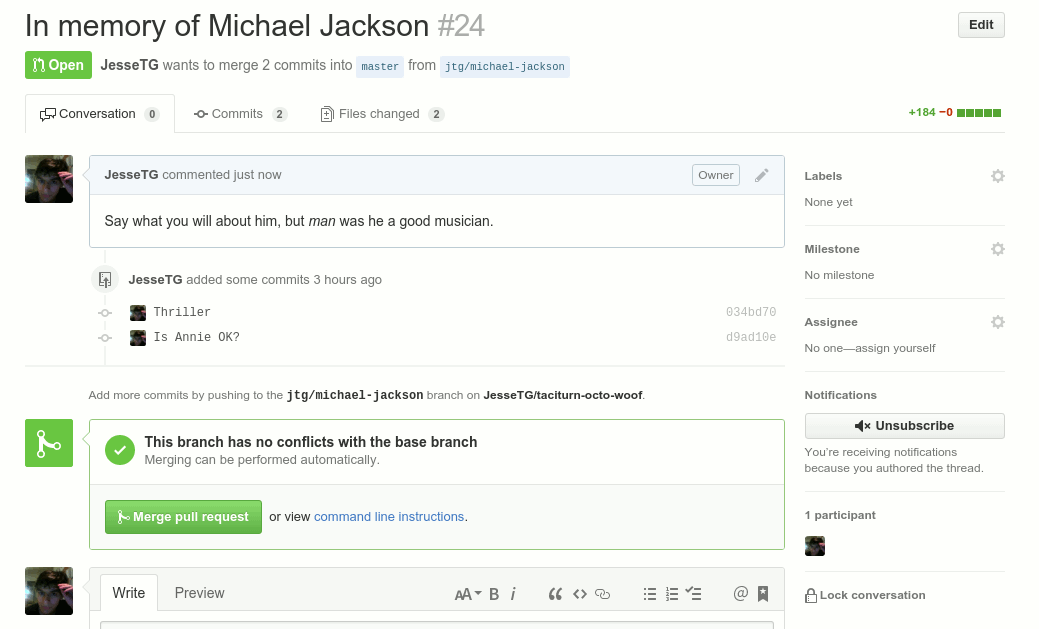 In memory of Michael Jackson #24
Edit
Open JesseTG wants to merge 2 commits into master from jtg/michael-jackson
Conversation 0 Commits 2 Files changed 2 +184 −0
JesseTG commented just now Owner
Say what you will about him, but man was he a good musician.
JesseTG added some commits 3 hours ago
Thriller 034bd70
Is Annie OK? d9ad10e
Add more commits by pushing to the jtg/michael-jackson branch on JesseTG/taciturn-octo-woof.
This branch has no conflicts with the base branch
Merging can be performed automatically.
Merge pull request or view command line instructions.
Write Preview AA B i @
Labels
None yet
Milestone
No milestone
Assignee
No one—assign yourself
Notifications
Unsubscribe
You're receiving notifications
because you authored the thread.
1 participant
Lock conversation